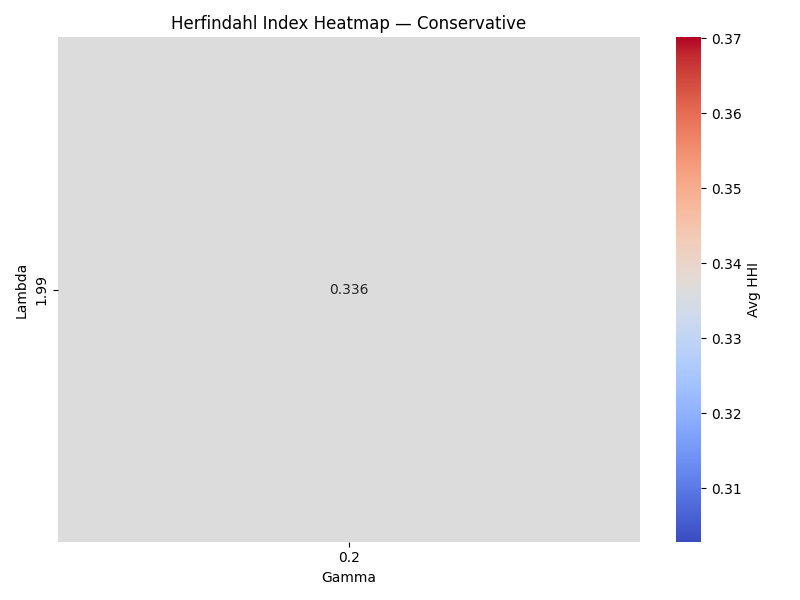 Herfindahl Index Heatmap — Conservative
Lambda
1.99
0.336
0.2
Gamma
0.37
0.36
0.35
0.34
0.33
0.32
0.31
Avg HHI